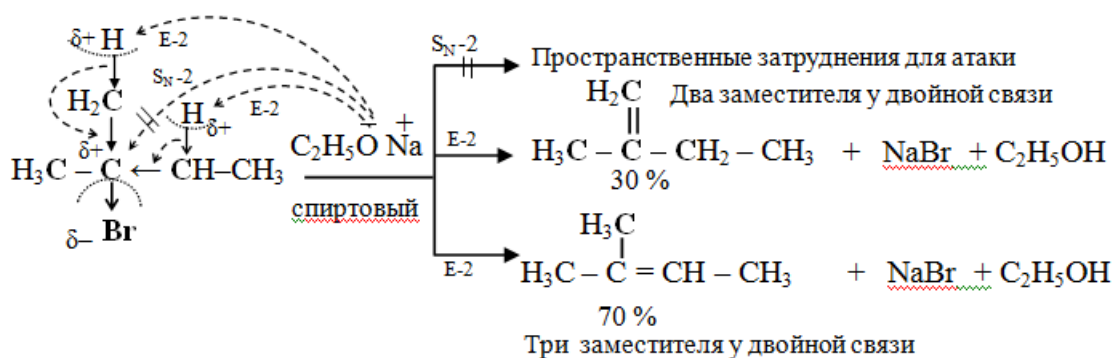 δ+ H E-2
S_N-2
H₂C H E-2
δ+
δ+
H₃C – C ← CH–CH₃
δ– Br
C₂H₅O⁻ Na⁺
спиртовый
S_N-2 Пространственные затруднения для атаки
H₂C Два заместителя у двойной связи
E-2 H₃C – C – CH₂ – CH₃ + NaBr + C₂H₅OH
30 %
H₃C
E-2 H₃C – C = CH – CH₃ + NaBr + C₂H₅OH
70 %
Три заместителя у двойной связи